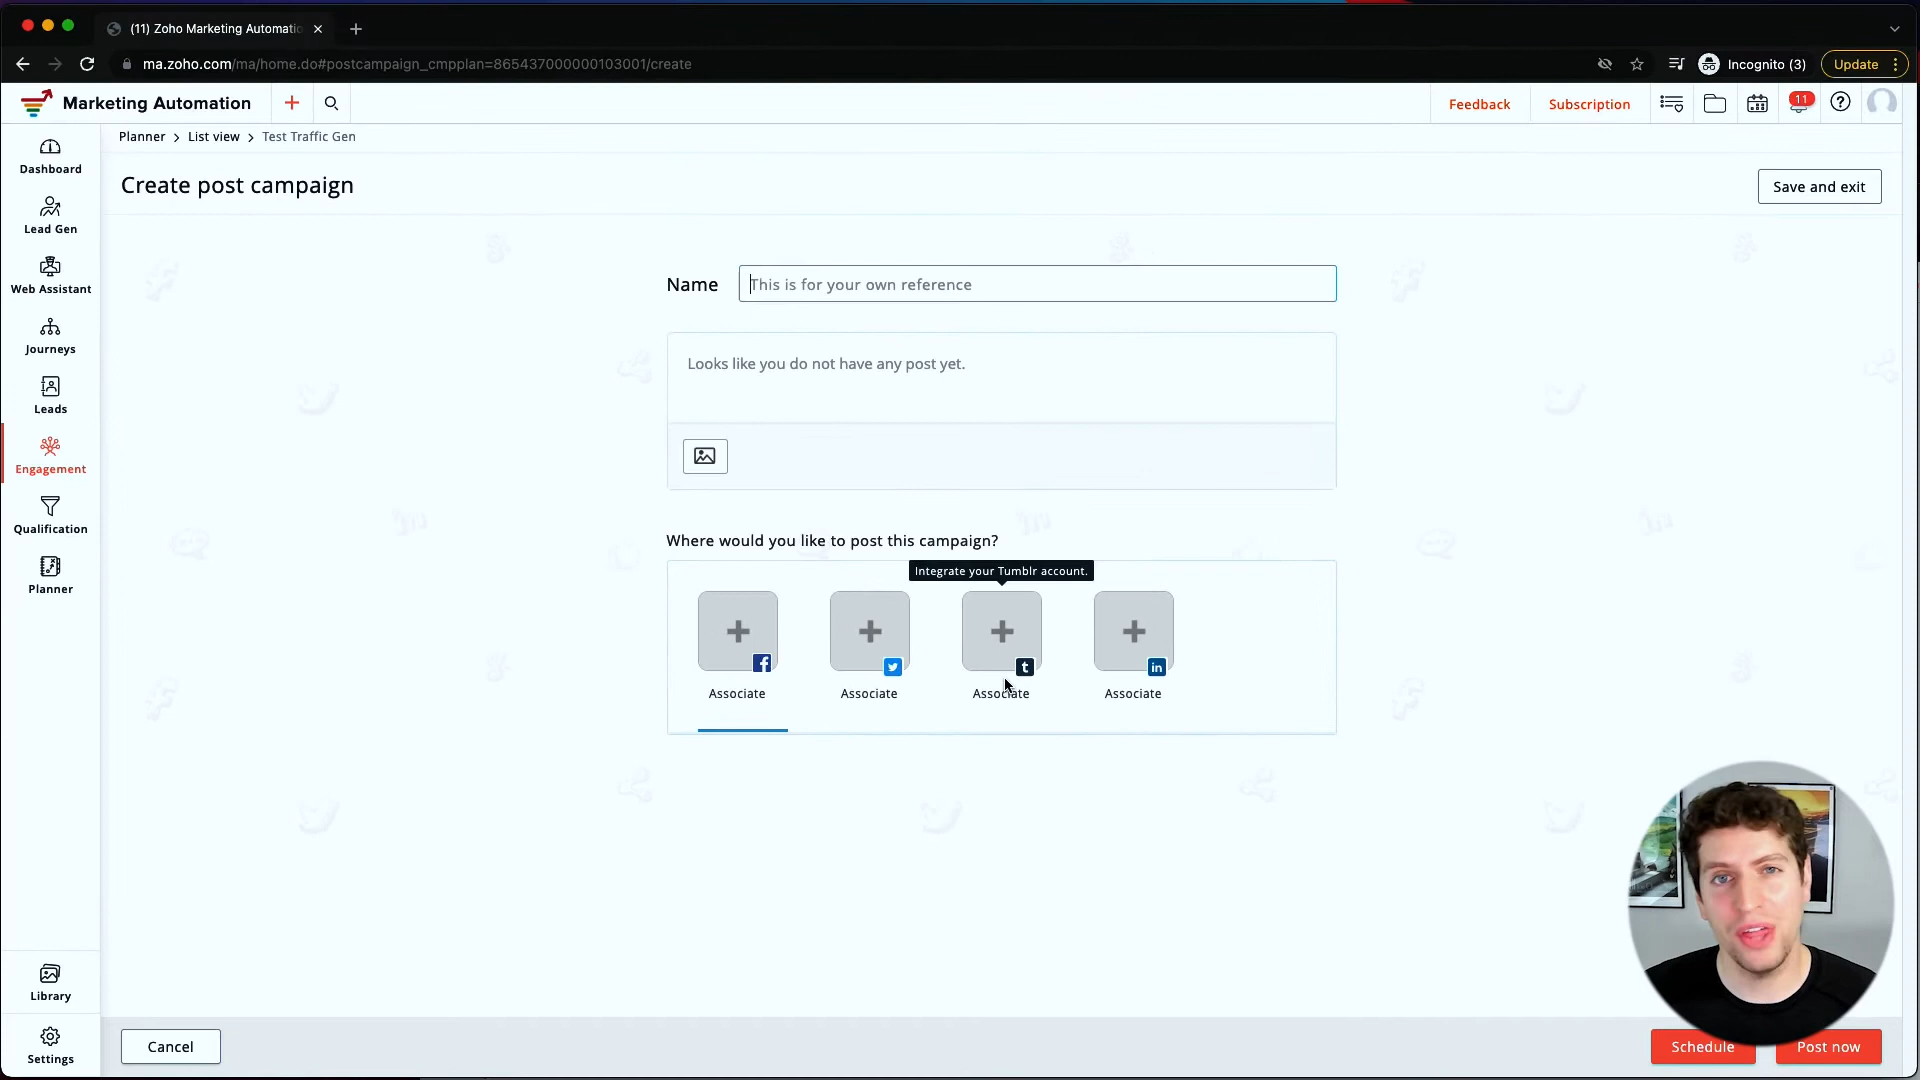 (11) Zoho Marketing Automatio
ma.zoho.com/ma/home.do#postcampaign_cmpplan=865437000000103001/create
Incognito (3)
Update
Marketing Automation
Feedback
Subscription
11
Planner > List view > Test Traffic Gen
Dashboard
Lead Gen
Web Assistant
Journeys
Leads
Engagement
Qualification
Planner
Library
Settings
Create post campaign
Save and exit
Name
This is for your own reference
Looks like you do not have any post yet.
Where would you like to post this campaign?
Integrate your Tumblr account.
Associate
Associate
Associate
Associate
Cancel
Schedule
Post now